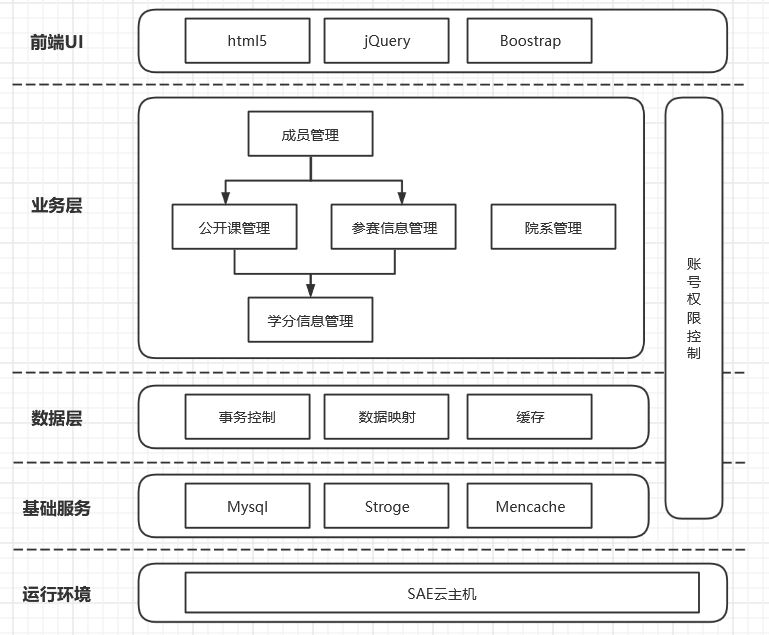 前端UI
html5
jQuery
Boostrap
业务层
成员管理
公开课管理
参赛信息管理
院系管理
学分信息管理
账号权限控制
数据层
事务控制
数据映射
缓存
基础服务
Mysql
Stroge
Mencache
运行环境
SAE云主机